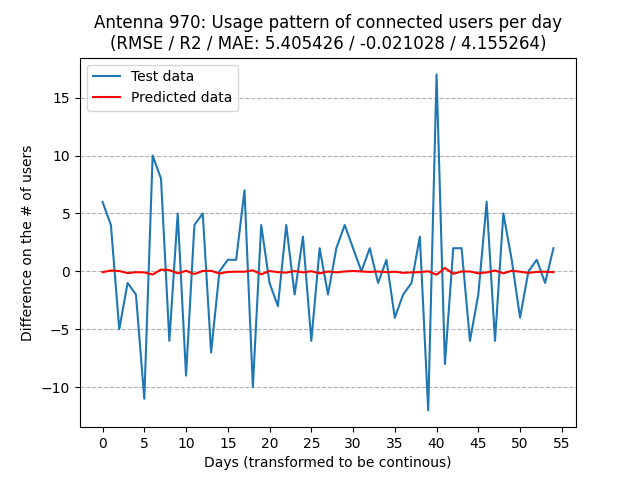 Antenna 970: Usage pattern of connected users per day
(RMSE / R2 / MAE: 5.405426 / -0.021028 / 4.155264)
Test data
Predicted data
Difference on the # of users
15
10
5
0
−5
−10
0 5 10 15 20 25 30 35 40 45 50 55
Days (transformed to be continous)